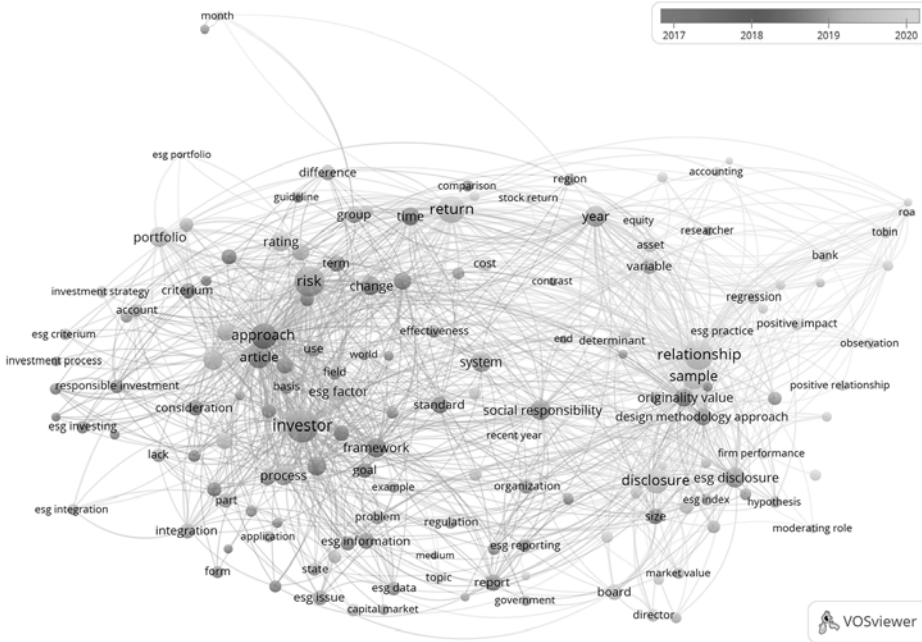 month
2017 2018 2019 2020
esg portfolio
accounting
difference
region
comparison
guideline
stock return
group
time
return
year
equity
roa
portfolio
rating
researcher
tobin
asset
term
cost
variable
bank
risk
change
contrast
investment strategy
criterium
account
regression
esg criterium
approach
effectiveness
esg practice
positive impact
end
determinant
observation
investment process
article
use
world
system
relationship
field
sample
responsible investment
basis
esg factor
positive relationship
originality value
consideration
standard
social responsibility
design methodology approach
esg investing
investor
recent year
lack
framework
firm performance
process
goal
disclosure
esg disclosure
example
organization
esg index
hypothesis
esg integration
part
problem
regulation
size
moderating role
integration
application
esg information
esg reporting
medium
form
state
topic
report
market value
esg data
board
esg issue
capital market
government
director
VOSviewer